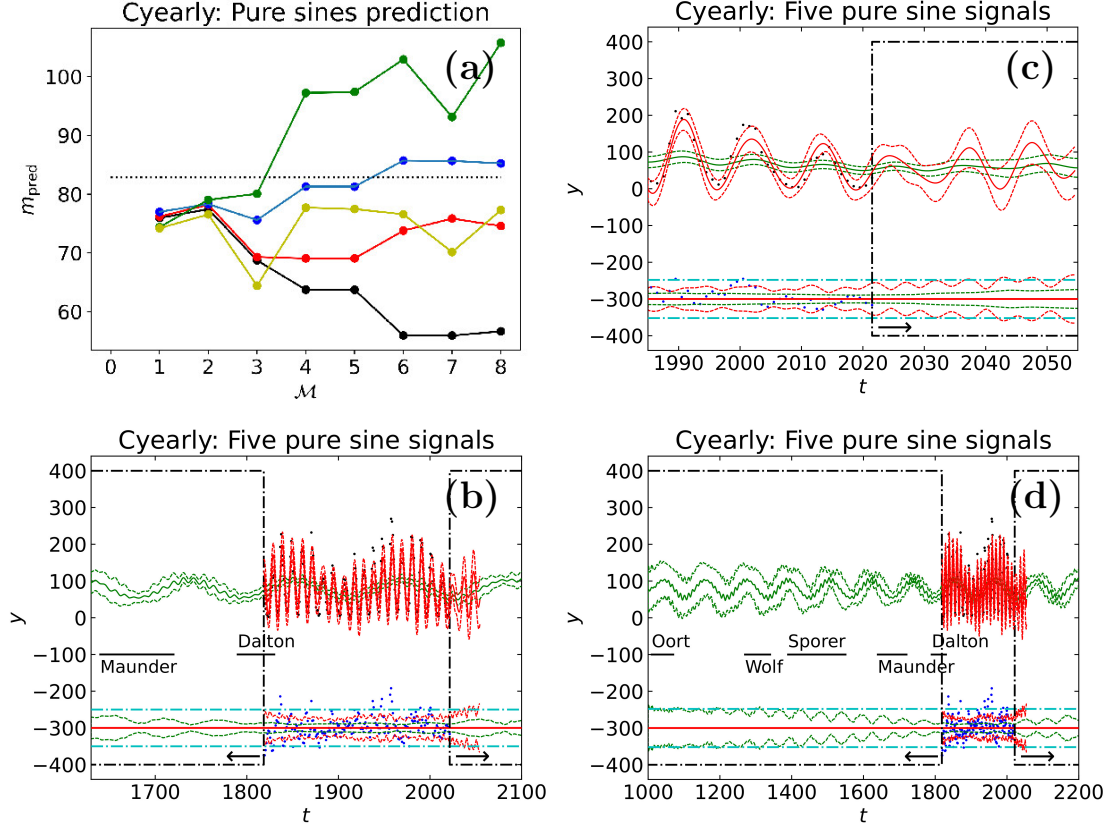 Cyearly: Pure sines prediction
(a)
m_pred
100
90
80
70
60
0 1 2 3 4 5 6 7 8
ℳ
Cyearly: Five pure sine signals
(c)
y
400
300
200
100
0
−100
−200
−300
−400
1990 2000 2010 2020 2030 2040 2050
t
Cyearly: Five pure sine signals
(b)
y
400
300
200
100
0
−100
−200
−300
−400
Dalton
Maunder
1700 1800 1900 2000 2100
t
Cyearly: Five pure sine signals
(d)
y
400
300
200
100
0
−100
−200
−300
−400
Oort Sporer Dalton
Wolf Maunder
1000 1200 1400 1600 1800 2000 2200
t